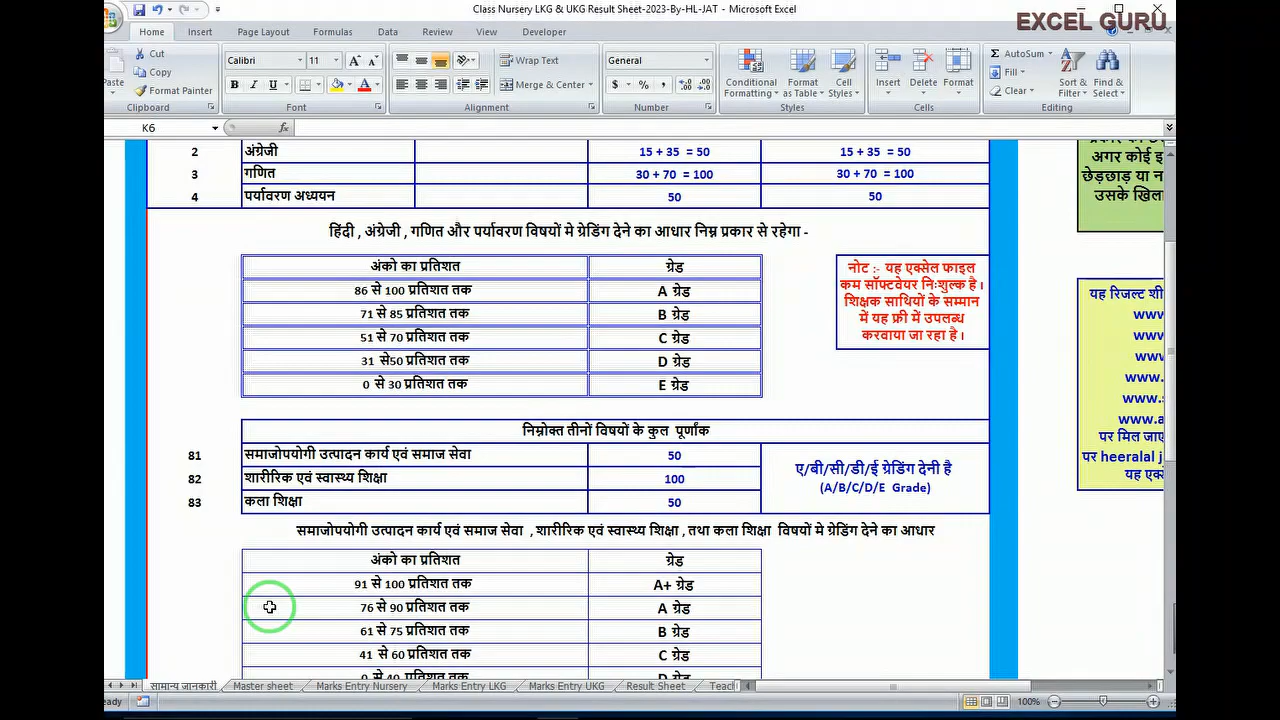 Class Nursery LKG & UKG Result Sheet-2023-By-HL-JAT - Microsoft Excel
EXCEL GURU
Home Insert Page Layout Formulas Data Review View Developer
Cut
Copy
Format Painter
Clipboard
Calibri 11
Font
Wrap Text
Merge & Center
Alignment
General
Number
Conditional Formatting
Format as Table
Cell Styles
Styles
Insert Delete Format
Cells
AutoSum
Fill
Clear
Sort & Filter
Find & Select
Editing
K6
2 अंग्रेजी 15 + 35 = 50 15 + 35 = 50
3 गणित 30 + 70 = 100 30 + 70 = 100
4 पर्यावरण अध्ययन 50 50
हिंदी , अंग्रेजी , गणित और पर्यावरण विषयों मे ग्रेडिंग देने का आधार निम्न प्रकार से रहेगा -
अंको का प्रतिशत ग्रेड
86 से 100 प्रतिशत तक A ग्रेड
71 से 85 प्रतिशत तक B ग्रेड
51 से 70 प्रतिशत तक C ग्रेड
31 से50 प्रतिशत तक D ग्रेड
0 से 30 प्रतिशत तक E ग्रेड
नोट :- यह एक्सेल फाइल
कम सॉफ्टवेयर निःशुल्क है ।
शिक्षक साथियों के सम्मान
में यह फ्री में उपलब्ध
करवाया जा रहा है ।
निम्नोक्त तीनों विषयों के कुल पूर्णांक
81 समाजोपयोगी उत्पादन कार्य एवं समाज सेवा 50
82 शारीरिक एवं स्वास्थ्य शिक्षा 100
83 कला शिक्षा 50
ए/बी/सी/डी/ई ग्रेडिंग देनी है
(A/B/C/D/E Grade)
समाजोपयोगी उत्पादन कार्य एवं समाज सेवा , शारीरिक एवं स्वास्थ्य शिक्षा , तथा कला शिक्षा विषयों मे ग्रेडिंग देने का आधार
अंको का प्रतिशत ग्रेड
91 से 100 प्रतिशत तक A+ ग्रेड
76 से 90 प्रतिशत तक A ग्रेड
61 से 75 प्रतिशत तक B ग्रेड
41 से 60 प्रतिशत तक C ग्रेड
अगर कोई इ
छेड़छाड़ या न
उसके खिला
यह रिजल्ट शी
www
www.
www.
www.
www.s
www.a
पर मिल जाए
पर heeralal j
यह एक्स
सामान्य जानकारी Master sheet Marks Entry Nursery Marks Entry LKG Marks Entry UKG Result Sheet Teacl
eady 100%